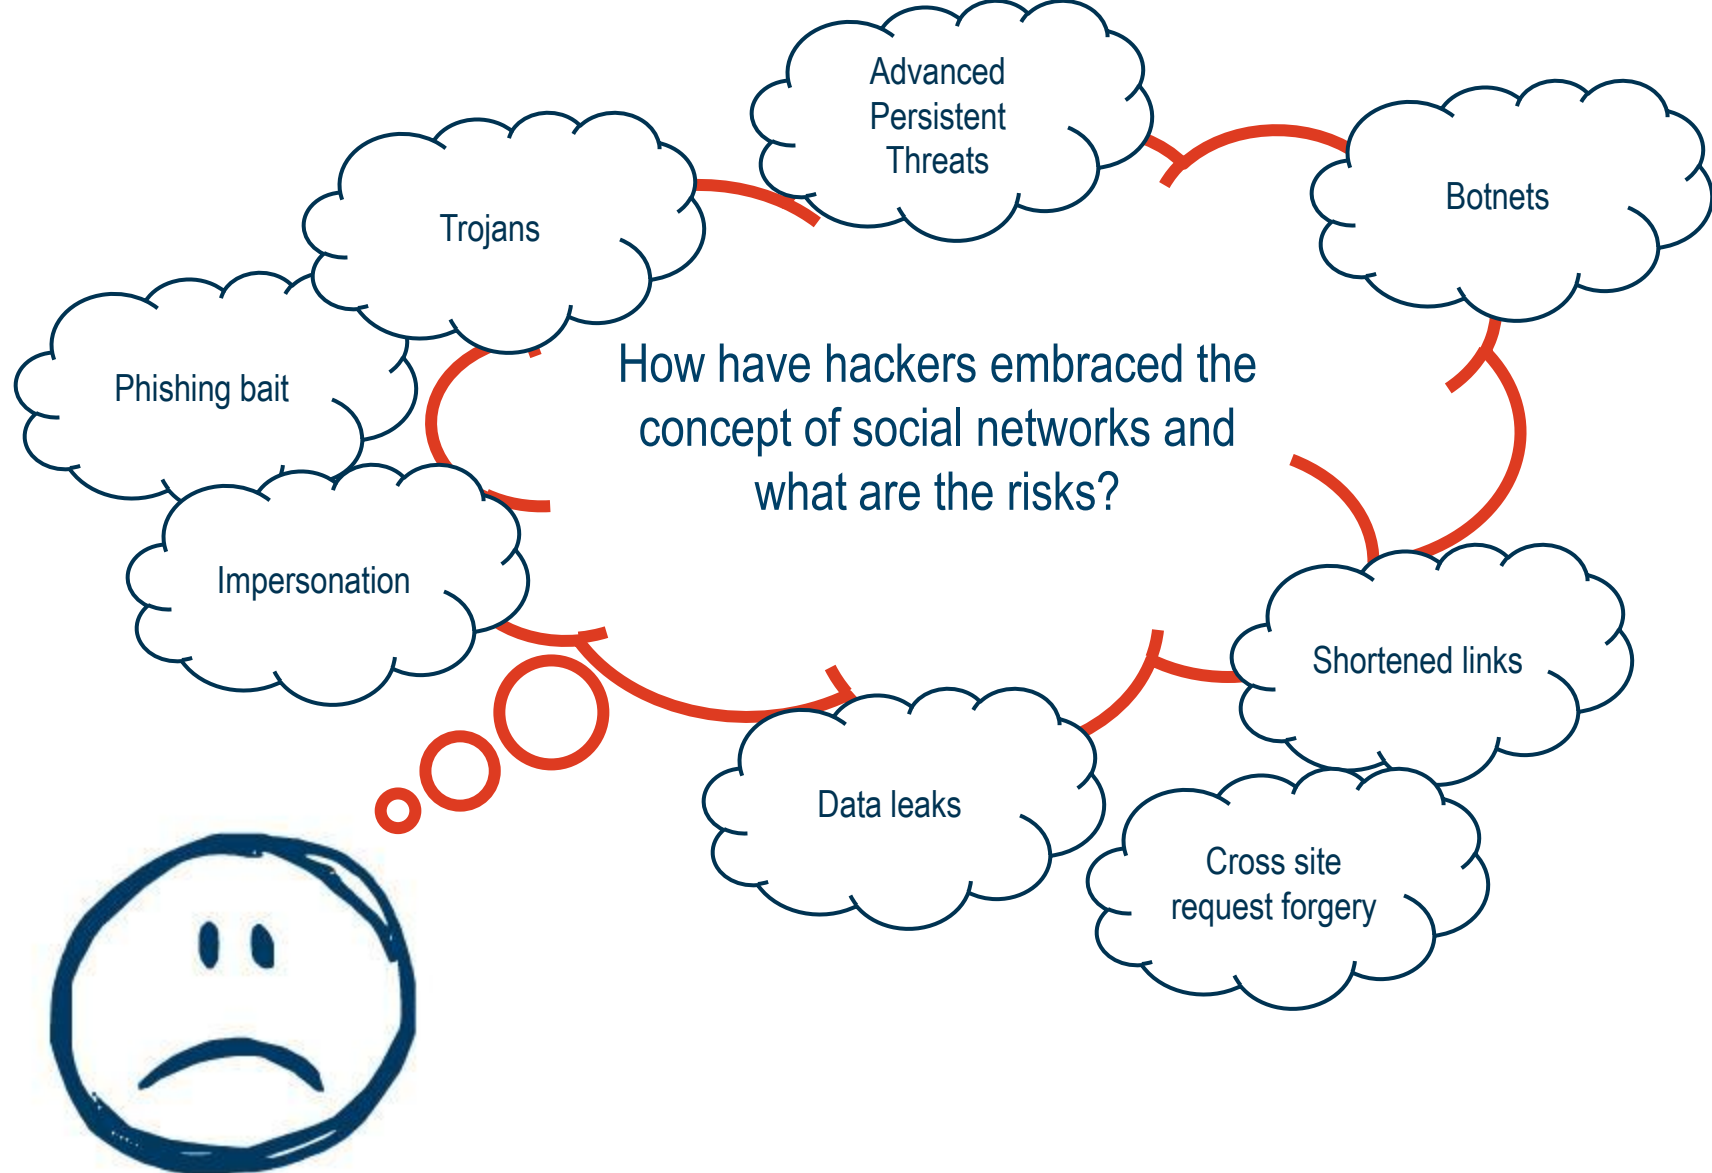 Advanced
Persistent
Threats
Botnets
Trojans
Phishing bait
How have hackers embraced the
concept of social networks and
what are the risks?
Impersonation
Shortened links
Data leaks
Cross site
request forgery